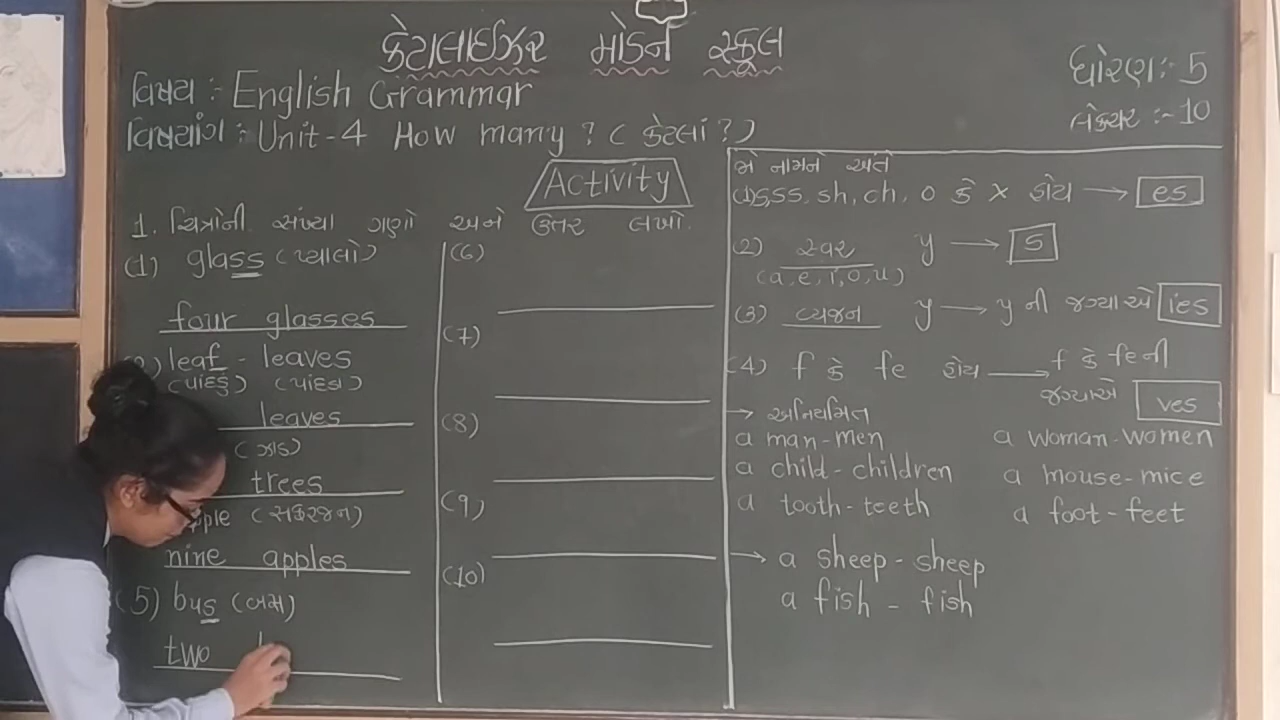 કેટાલાઈઝર મોડર્ન સ્કૂલ
ધોરણ :- 5
વિષય :- English Grammar
લેક્ચર :- 10
વિષયાંગ :- Unit-4 How many ? ( કેટલાં ? )
Activity
1. ચિત્રોની સંખ્યા ગણો અને ઉતર લખો.
(1) glass (પ્યાલો)
four glasses
leaf - leaves
(પાંદડું) (પાંદડા)
leaves
(ઝાડ)
trees
(સફરજન)
nine apples
(5) bus (બસ)
two
(6)
(7)
(8)
(9)
(10)
જે નામને અંતે
(1) s, ss, sh, ch, o કે x હોય → es
(2) સ્વર y → s
(a, e, i, o, u)
(3) વ્યંજન y → y ની જગ્યાએ ies
(4) f કે fe હોય → f કે fe ની
જગ્યાએ ves
→ અનિયમિત
a man - men a woman - women
a child - children a mouse - mice
a tooth - teeth a foot - feet
→ a sheep - sheep
a fish - fish